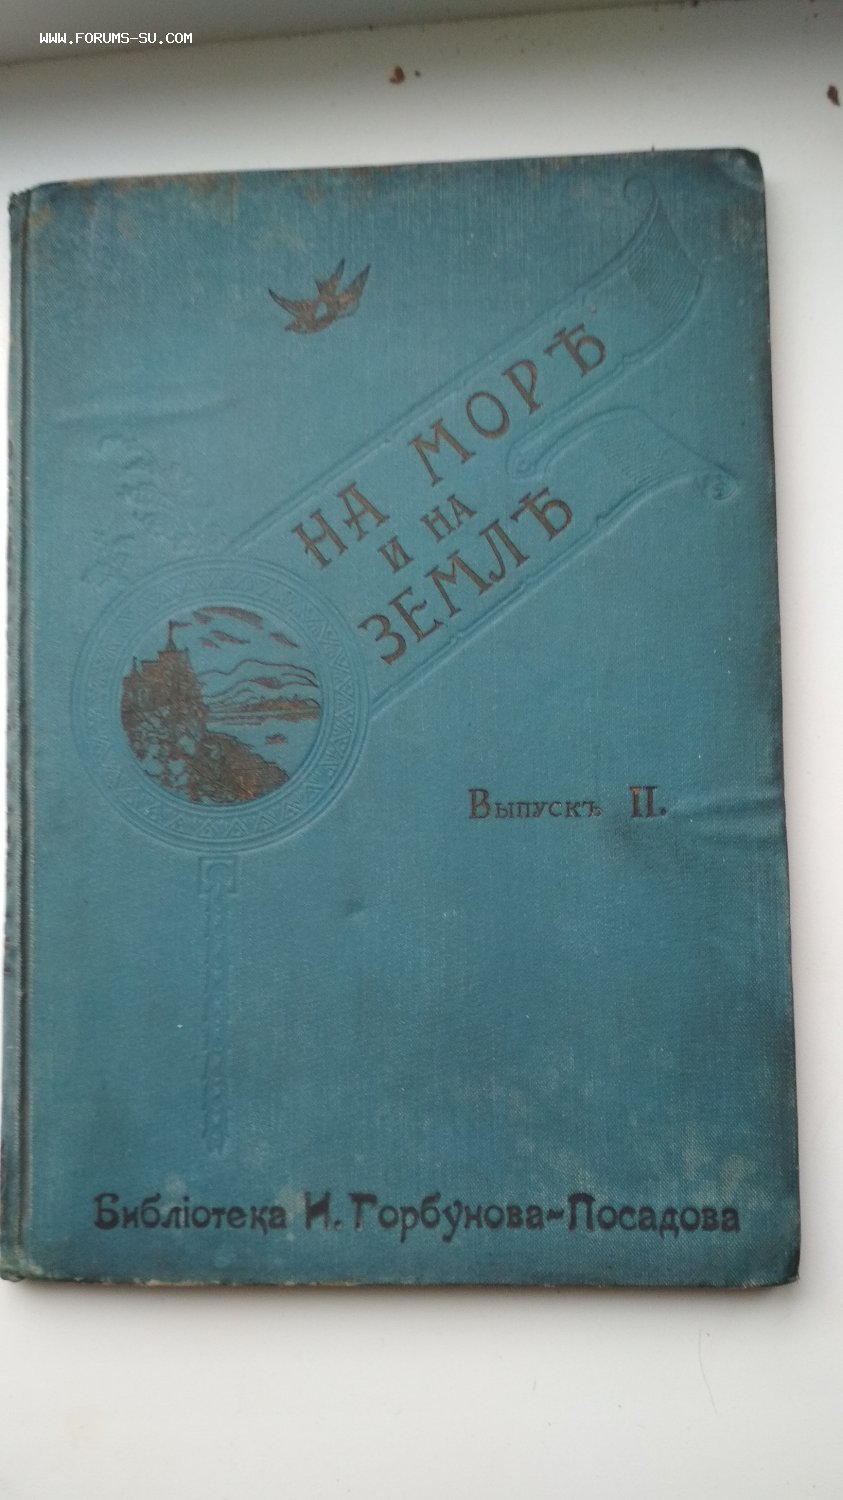 WWW.FORUMS-SU.COM
НА МОРѢ
И НА
ЗЕМЛѢ
Выпускъ II.
Библіотека И. Горбунова-Посадова